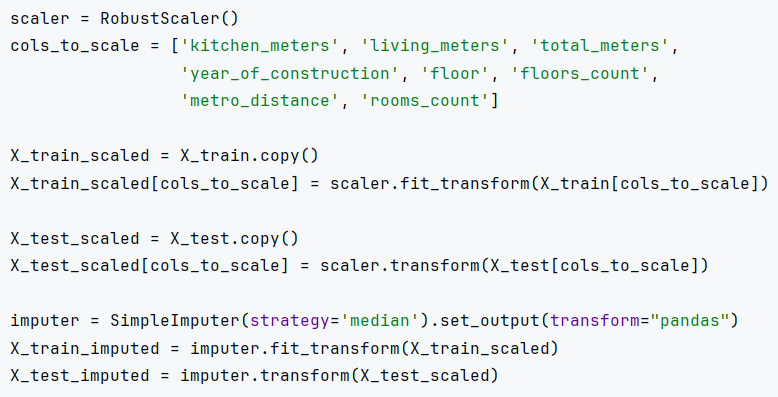 scaler = RobustScaler()
cols_to_scale = ['kitchen_meters', 'living_meters', 'total_meters',
                 'year_of_construction', 'floor', 'floors_count',
                 'metro_distance', 'rooms_count']

X_train_scaled = X_train.copy()
X_train_scaled[cols_to_scale] = scaler.fit_transform(X_train[cols_to_scale])

X_test_scaled = X_test.copy()
X_test_scaled[cols_to_scale] = scaler.transform(X_test[cols_to_scale])

imputer = SimpleImputer(strategy='median').set_output(transform="pandas")
X_train_imputed = imputer.fit_transform(X_train_scaled)
X_test_imputed = imputer.transform(X_test_scaled)